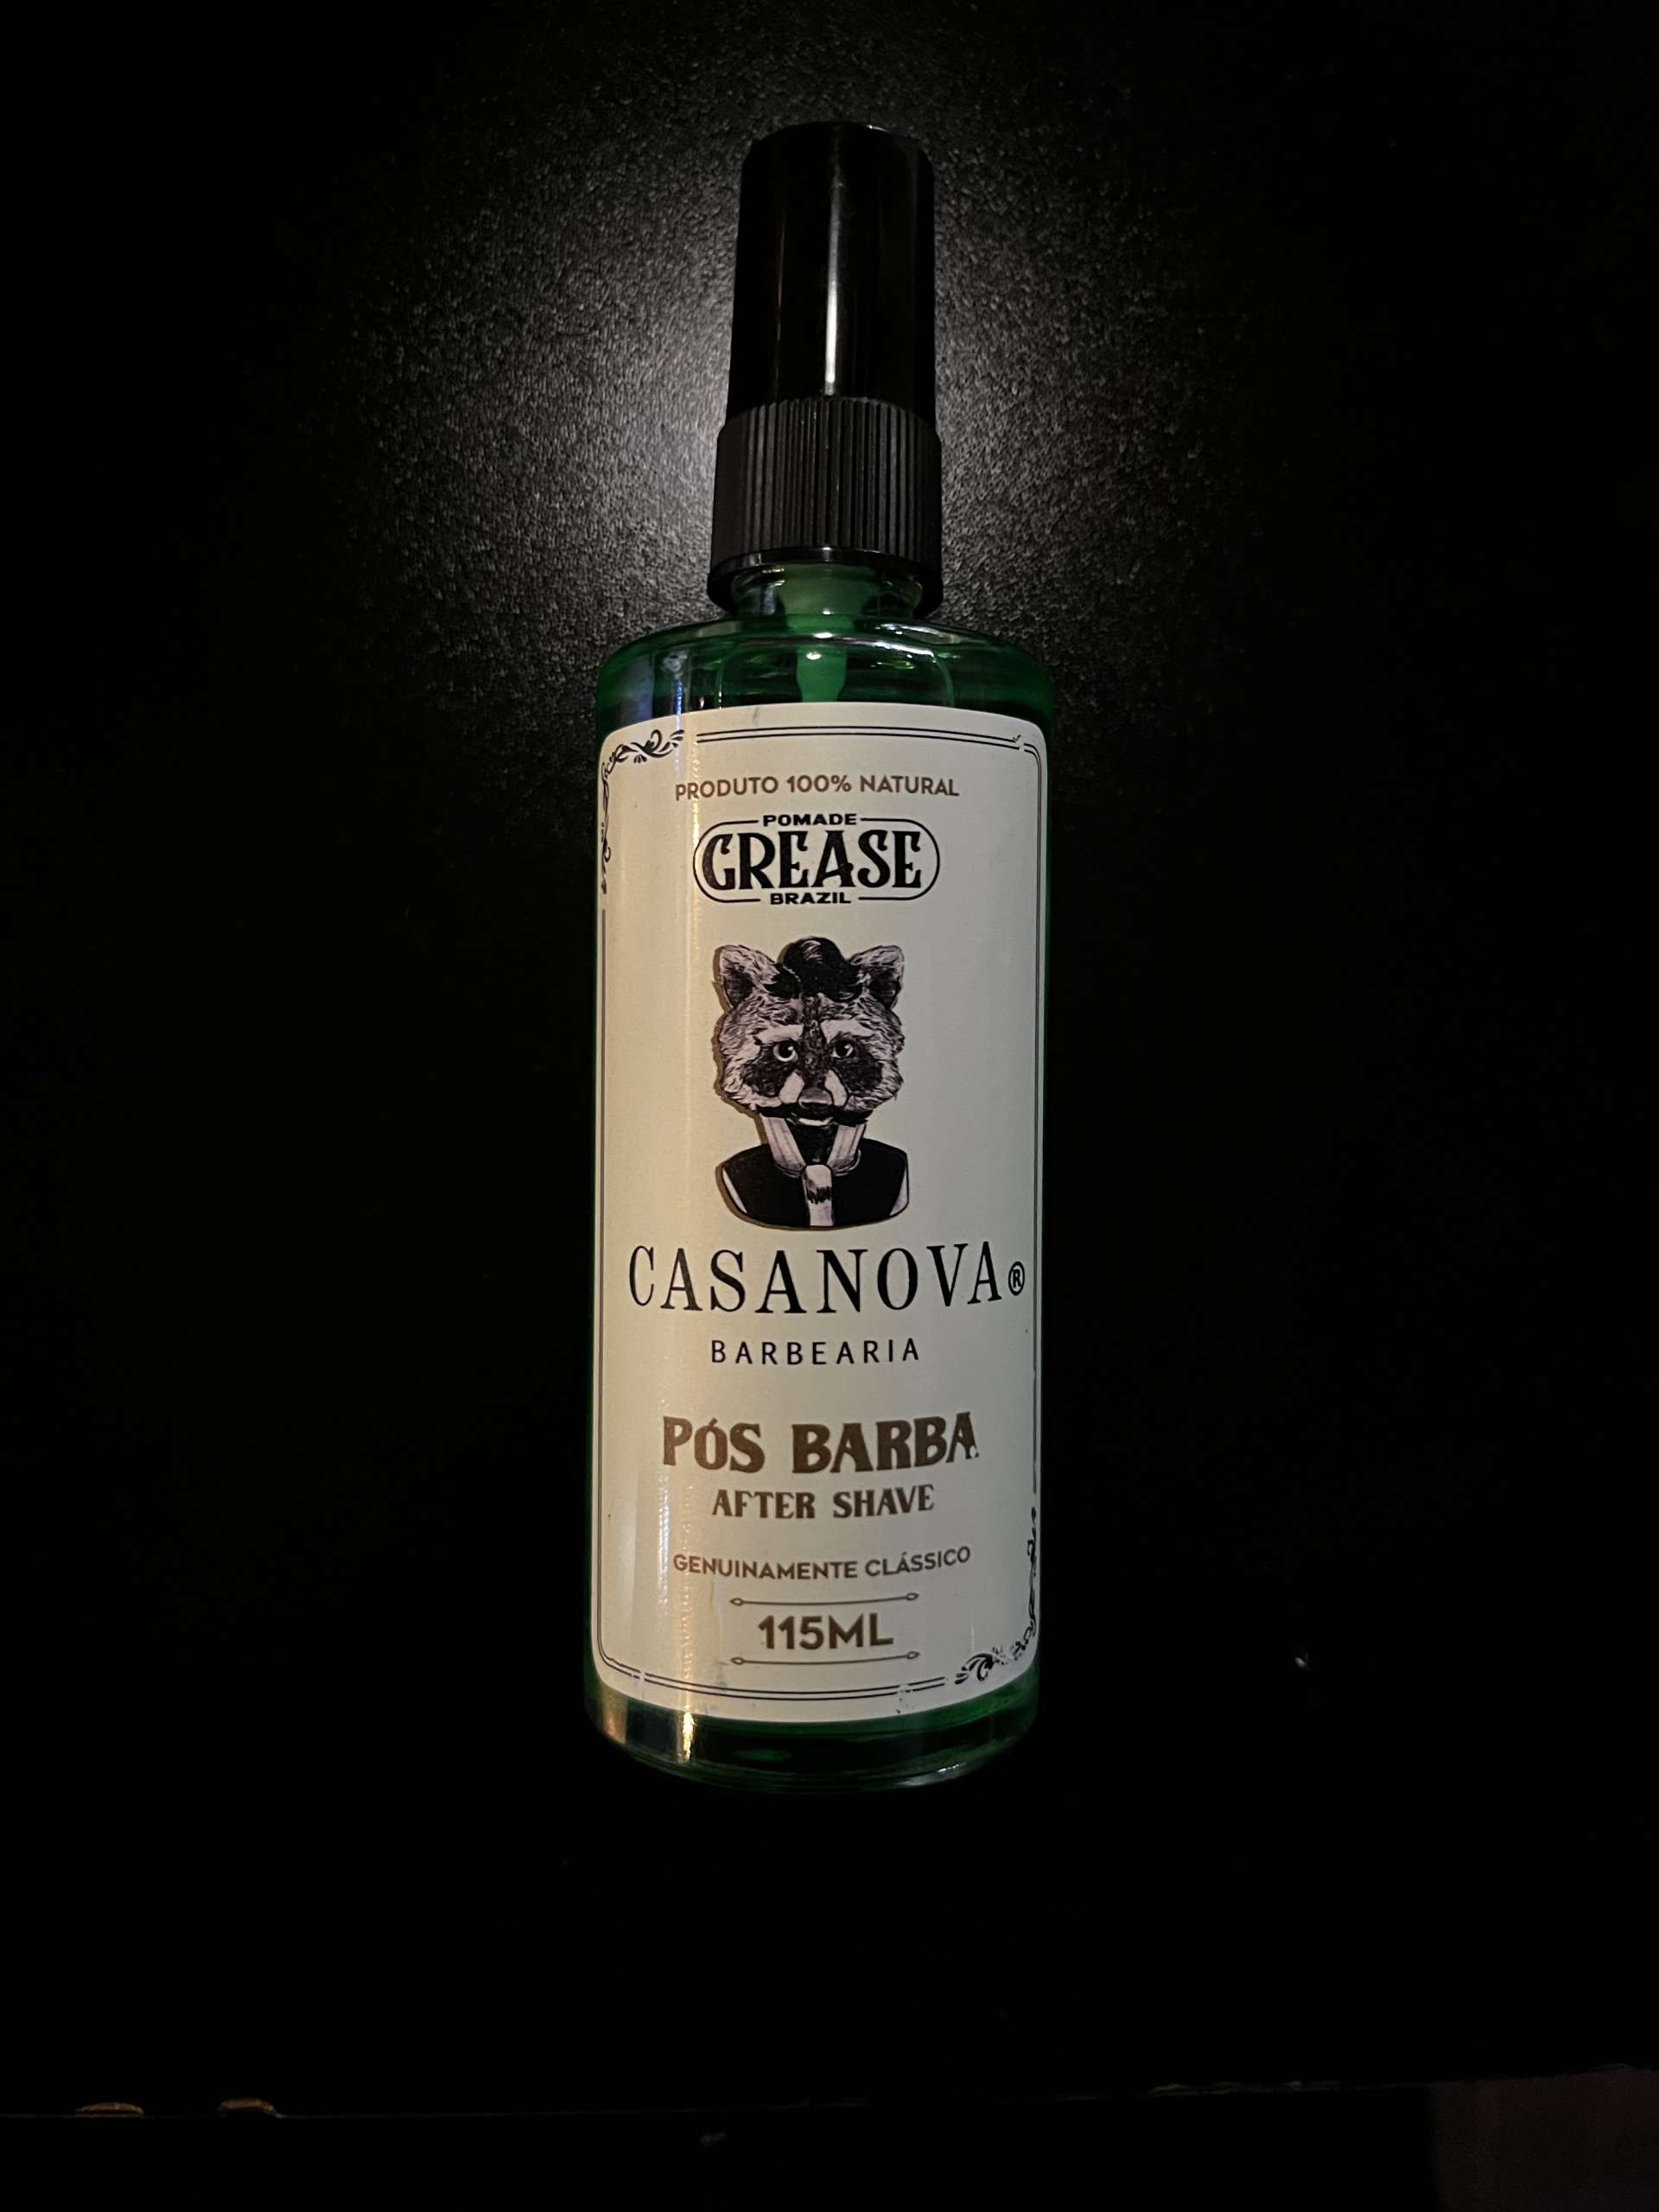 PRODUTO 100% NATURAL
POMADE
GREASE
BRAZIL
CASANOVA®
BARBEARIA
PÓS BARBA
AFTER SHAVE
GENUINAMENTE CLÁSSICO
115ML